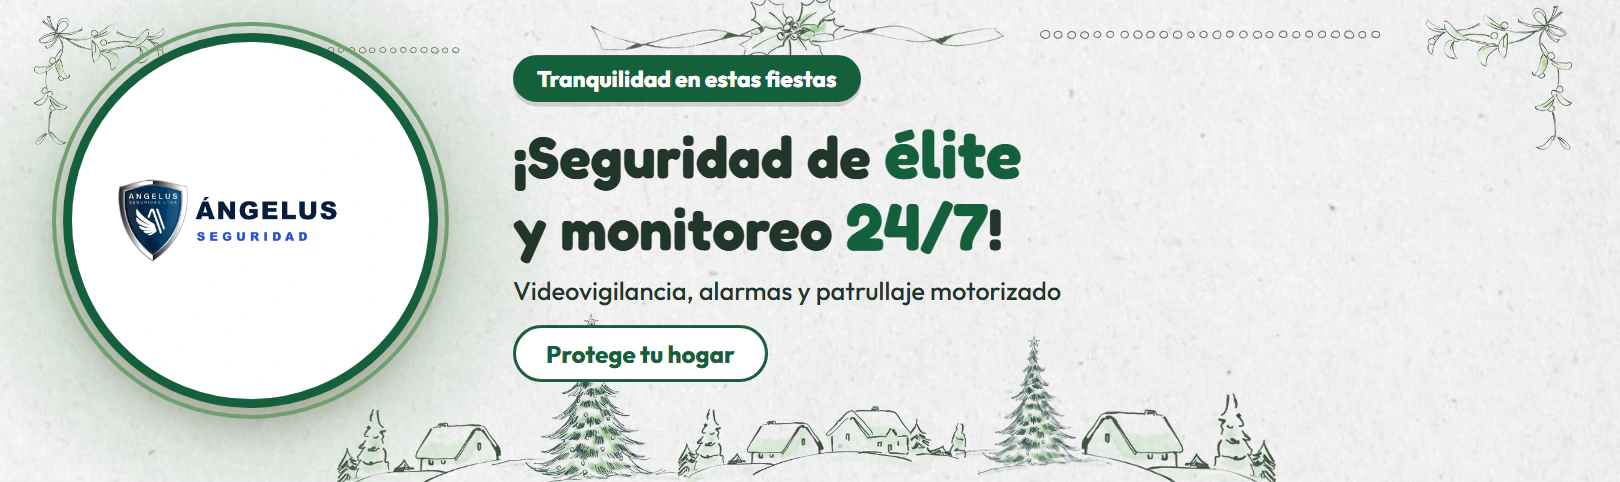 Tranquilidad en estas fiestas
ÁNGELUS
SEGURIDAD LTDA
ÁNGELUS
SEGURIDAD
¡Seguridad de élite
y monitoreo 24/7!
Videovigilancia, alarmas y patrullaje motorizado
Protege tu hogar